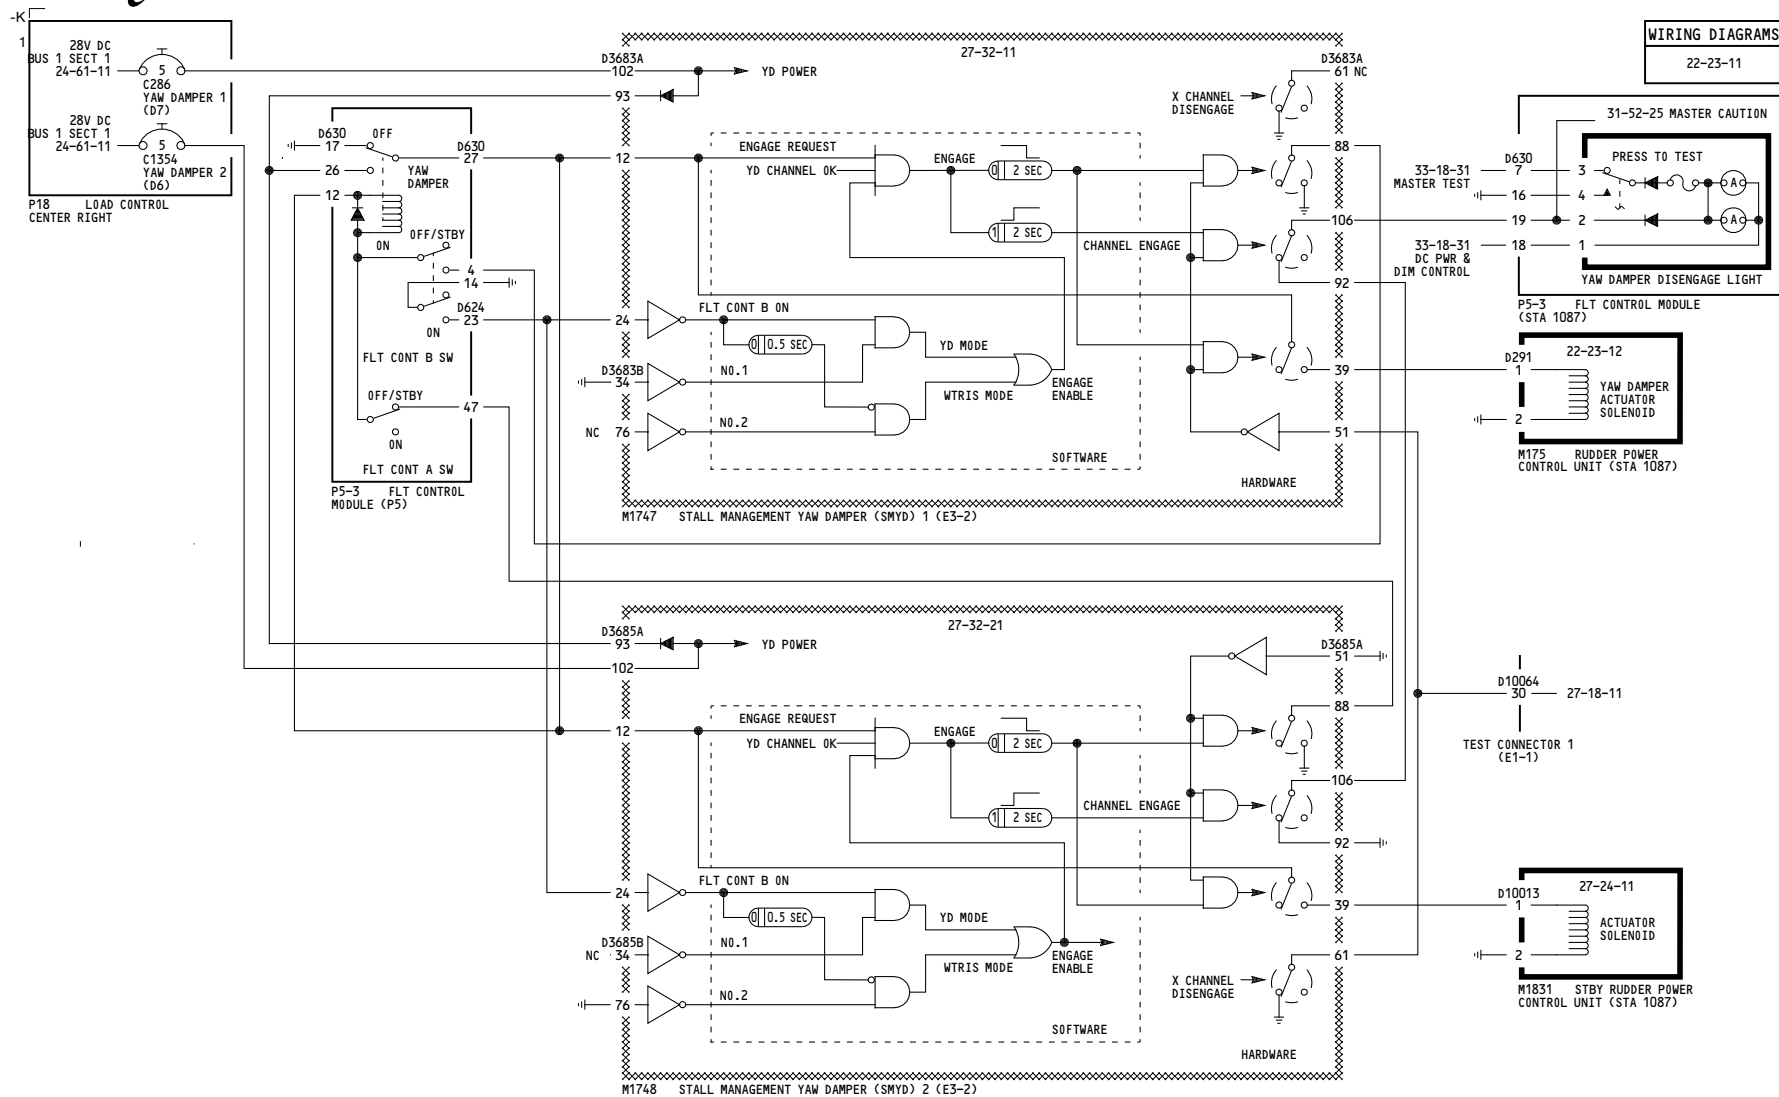 -K
1
28V DC
BUS 1 SECT 1
24-61-11
5
C286
YAW DAMPER 1
(D7)
28V DC
BUS 1 SECT 1
24-61-11
5
C1354
YAW DAMPER 2
(D6)
P18 LOAD CONTROL
CENTER RIGHT
D630
17
OFF
D630
27
26
YAW
DAMPER
12
ON
OFF/STBY
4
14
D624
23
ON
FLT CONT B SW
OFF/STBY
47
ON
FLT CONT A SW
P5-3 FLT CONTROL
MODULE (P5)
D3683A
102
YD POWER
93
27-32-11
D3683A
61 NC
X CHANNEL
DISENGAGE
12
ENGAGE REQUEST
YD CHANNEL OK
ENGAGE
0 2 SEC
88
1 2 SEC
CHANNEL ENGAGE
106
92
24
FLT CONT B ON
0 0.5 SEC
YD MODE
D3683B
34
NO.1
WTRIS MODE
ENGAGE
ENABLE
39
NC 76
NO.2
51
SOFTWARE
HARDWARE
M1747 STALL MANAGEMENT YAW DAMPER (SMYD) 1 (E3-2)
WIRING DIAGRAMS
22-23-11
31-52-25 MASTER CAUTION
PRESS TO TEST
33-18-31
MASTER TEST
D630
7
3
A
16
4
19
2
A
33-18-31
DC PWR &
DIM CONTROL
18
1
YAW DAMPER DISENGAGE LIGHT
P5-3 FLT CONTROL MODULE
(STA 1087)
D291
1
22-23-12
YAW DAMPER
ACTUATOR
SOLENOID
2
M175 RUDDER POWER
CONTROL UNIT (STA 1087)
D3685A
93
YD POWER
102
27-32-21
D3685A
51
12
ENGAGE REQUEST
YD CHANNEL OK
ENGAGE
0 2 SEC
88
1 2 SEC
CHANNEL ENGAGE
106
92
24
FLT CONT B ON
0 0.5 SEC
YD MODE
D3685B
NC 34
NO.1
WTRIS MODE
ENGAGE
ENABLE
39
76
NO.2
X CHANNEL
DISENGAGE
61
SOFTWARE
HARDWARE
M1748 STALL MANAGEMENT YAW DAMPER (SMYD) 2 (E3-2)
D10064
30
27-18-11
TEST CONNECTOR 1
(E1-1)
D10013
1
27-24-11
ACTUATOR
SOLENOID
2
M1831 STBY RUDDER POWER
CONTROL UNIT (STA 1087)